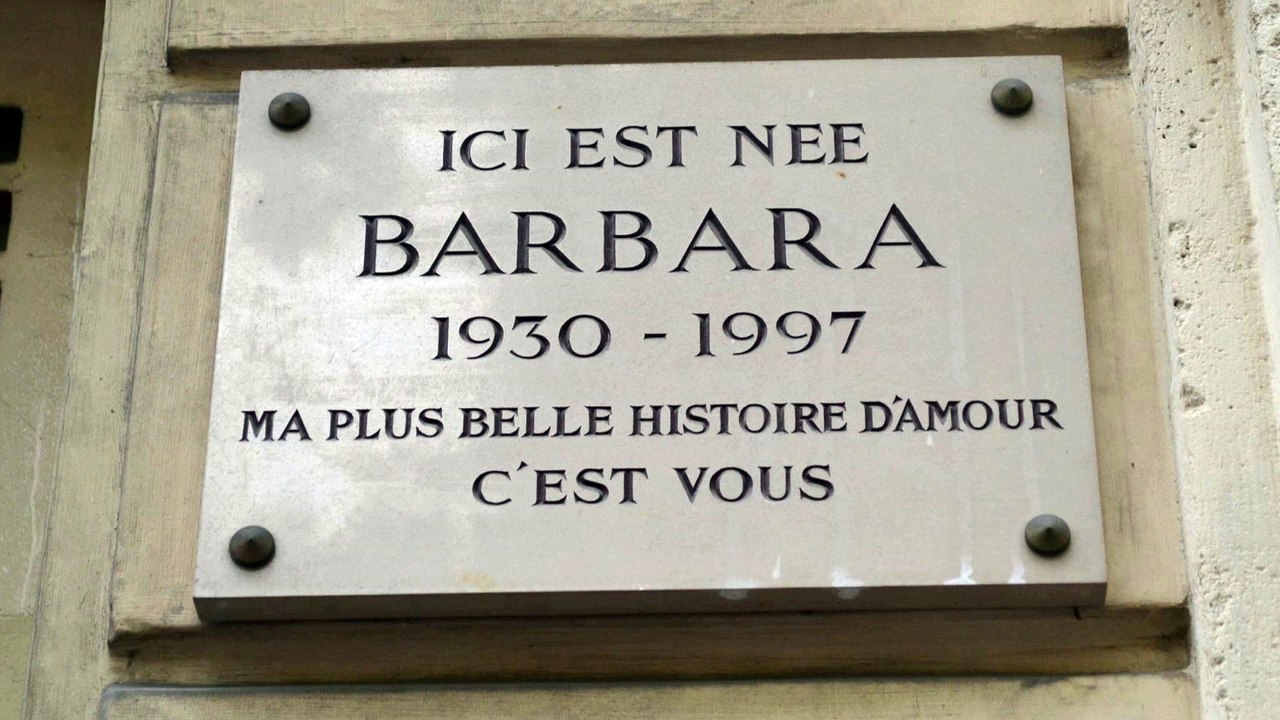 ICI EST NEE
BARBARA
1930 - 1997
MA PLUS BELLE HISTOIRE D'AMOUR
C'EST VOUS